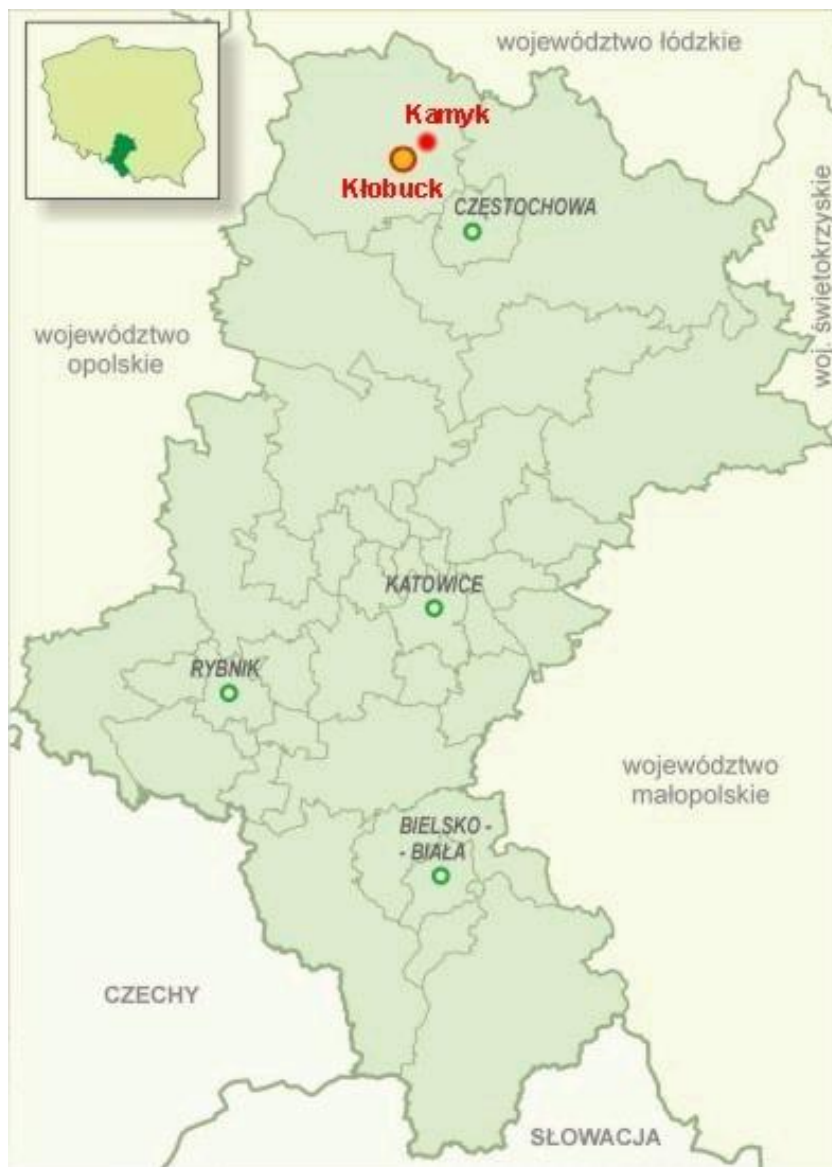 województwo łódzkie
Kamyk
Kłobuck
CZĘSTOCHOWA
woj. świętokrzyskie
województwo
opolskie
KATOWICE
RYBNIK
województwo
małopolskie
BIELSKO -
- BIAŁA
CZECHY
SŁOWACJA